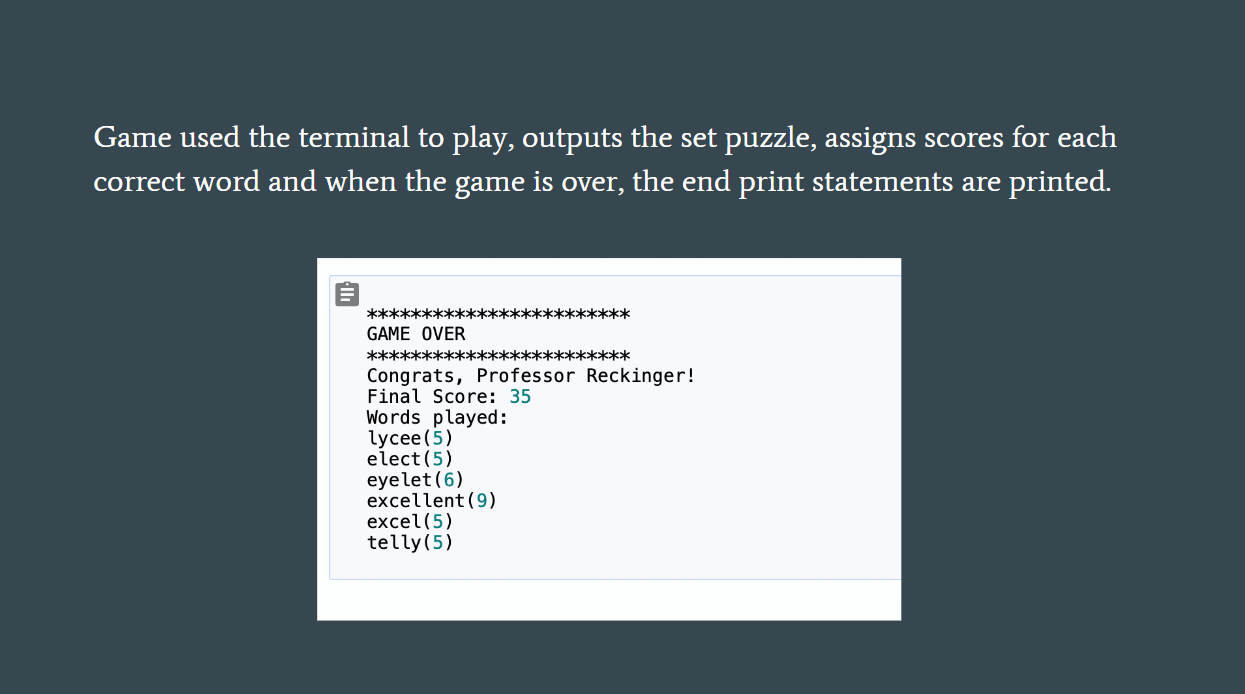 Game used the terminal to play, outputs the set puzzle, assigns scores for each
correct word and when the game is over, the end print statements are printed.
************************
GAME OVER
************************
Congrats, Professor Reckinger!
Final Score: 35
Words played:
lycee(5)
elect(5)
eyelet(6)
excellent(9)
excel(5)
telly(5)